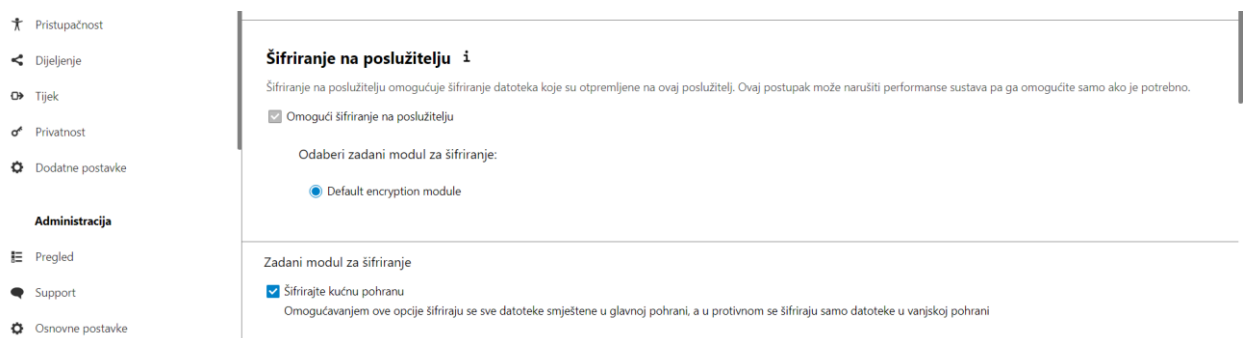 Pristupačnost
Dijeljenje
Tijek
Privatnost
Dodatne postavke
Administracija
Pregled
Support
Osnovne postavke
Šifriranje na poslužitelju i
Šifriranje na poslužitelju omogućuje šifriranje datoteka koje su otpremljene na ovaj poslužitelj. Ovaj postupak može narušiti performanse sustava pa ga omogućite samo ako je potrebno.
Omogući šifriranje na poslužitelju
Odaberi zadani modul za šifriranje:
Default encryption module
Zadani modul za šifriranje
Šifrirajte kućnu pohranu
Omogućavanjem ove opcije šifriraju se sve datoteke smještene u glavnoj pohrani, a u protivnom se šifriraju samo datoteke u vanjskoj pohrani